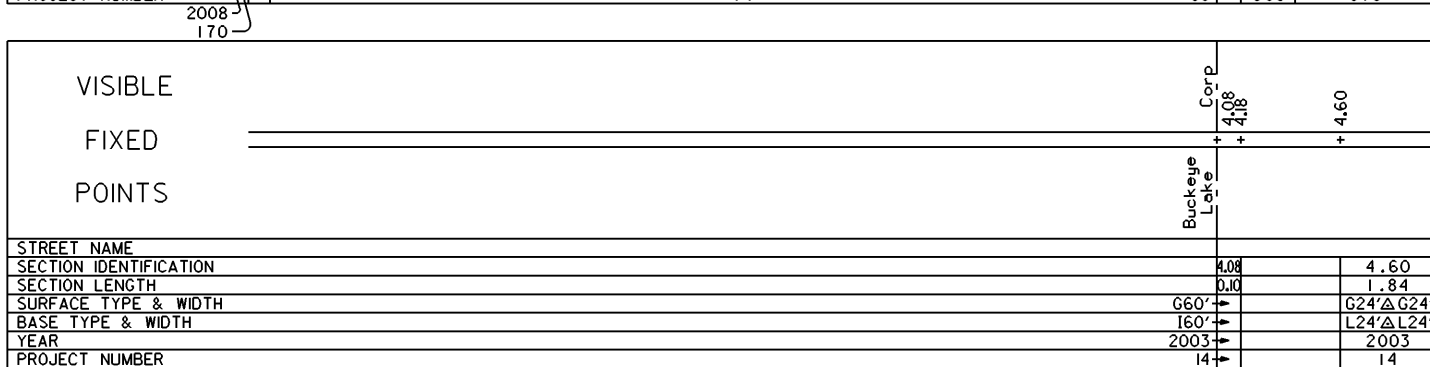 2008
170
VISIBLE
FIXED
POINTS
Corp
4.08
4.18
4.60
Buckeye
Lake
STREET NAME
SECTION IDENTIFICATION 4.08 4.60
SECTION LENGTH 0.10 1.84
SURFACE TYPE & WIDTH G60' G24'△G24'
BASE TYPE & WIDTH I60' L24'△L24'
YEAR 2003 2003
PROJECT NUMBER 14 14